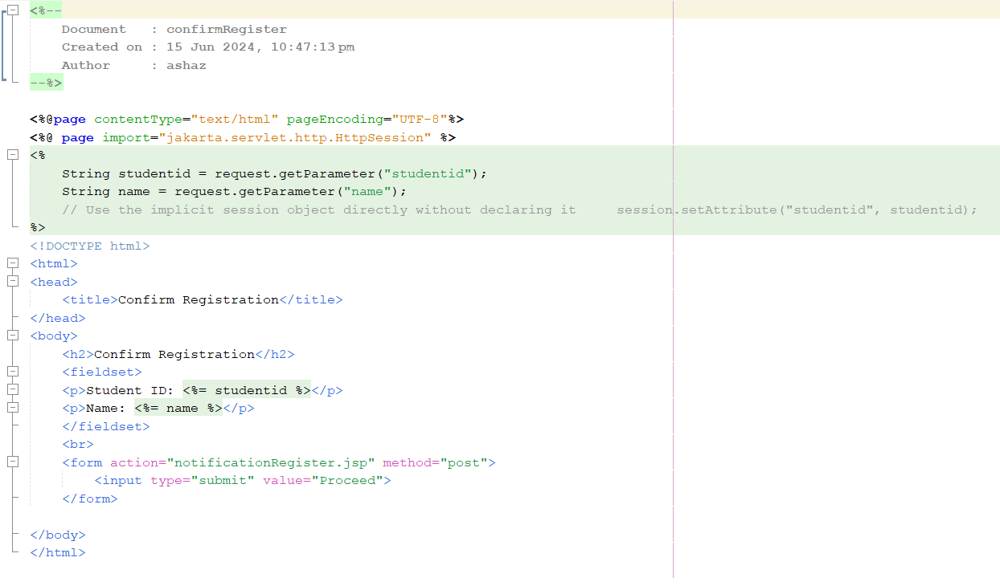 <%--
    Document   : confirmRegister
    Created on : 15 Jun 2024, 10:47:13 pm
    Author     : ashaz
--%>

<%@page contentType="text/html" pageEncoding="UTF-8"%>
<%@ page import="jakarta.servlet.http.HttpSession" %>
<%
    String studentid = request.getParameter("studentid");
    String name = request.getParameter("name");
    // Use the implicit session object directly without declaring it     session.setAttribute("studentid", studentid);
%>
<!DOCTYPE html>
<html>
<head>
    <title>Confirm Registration</title>
</head>
<body>
    <h2>Confirm Registration</h2>
    <fieldset>
    <p>Student ID: <%= studentid %></p>
    <p>Name: <%= name %></p>
    </fieldset>
    <br>
    <form action="notificationRegister.jsp" method="post">
        <input type="submit" value="Proceed">
    </form>

</body>
</html>